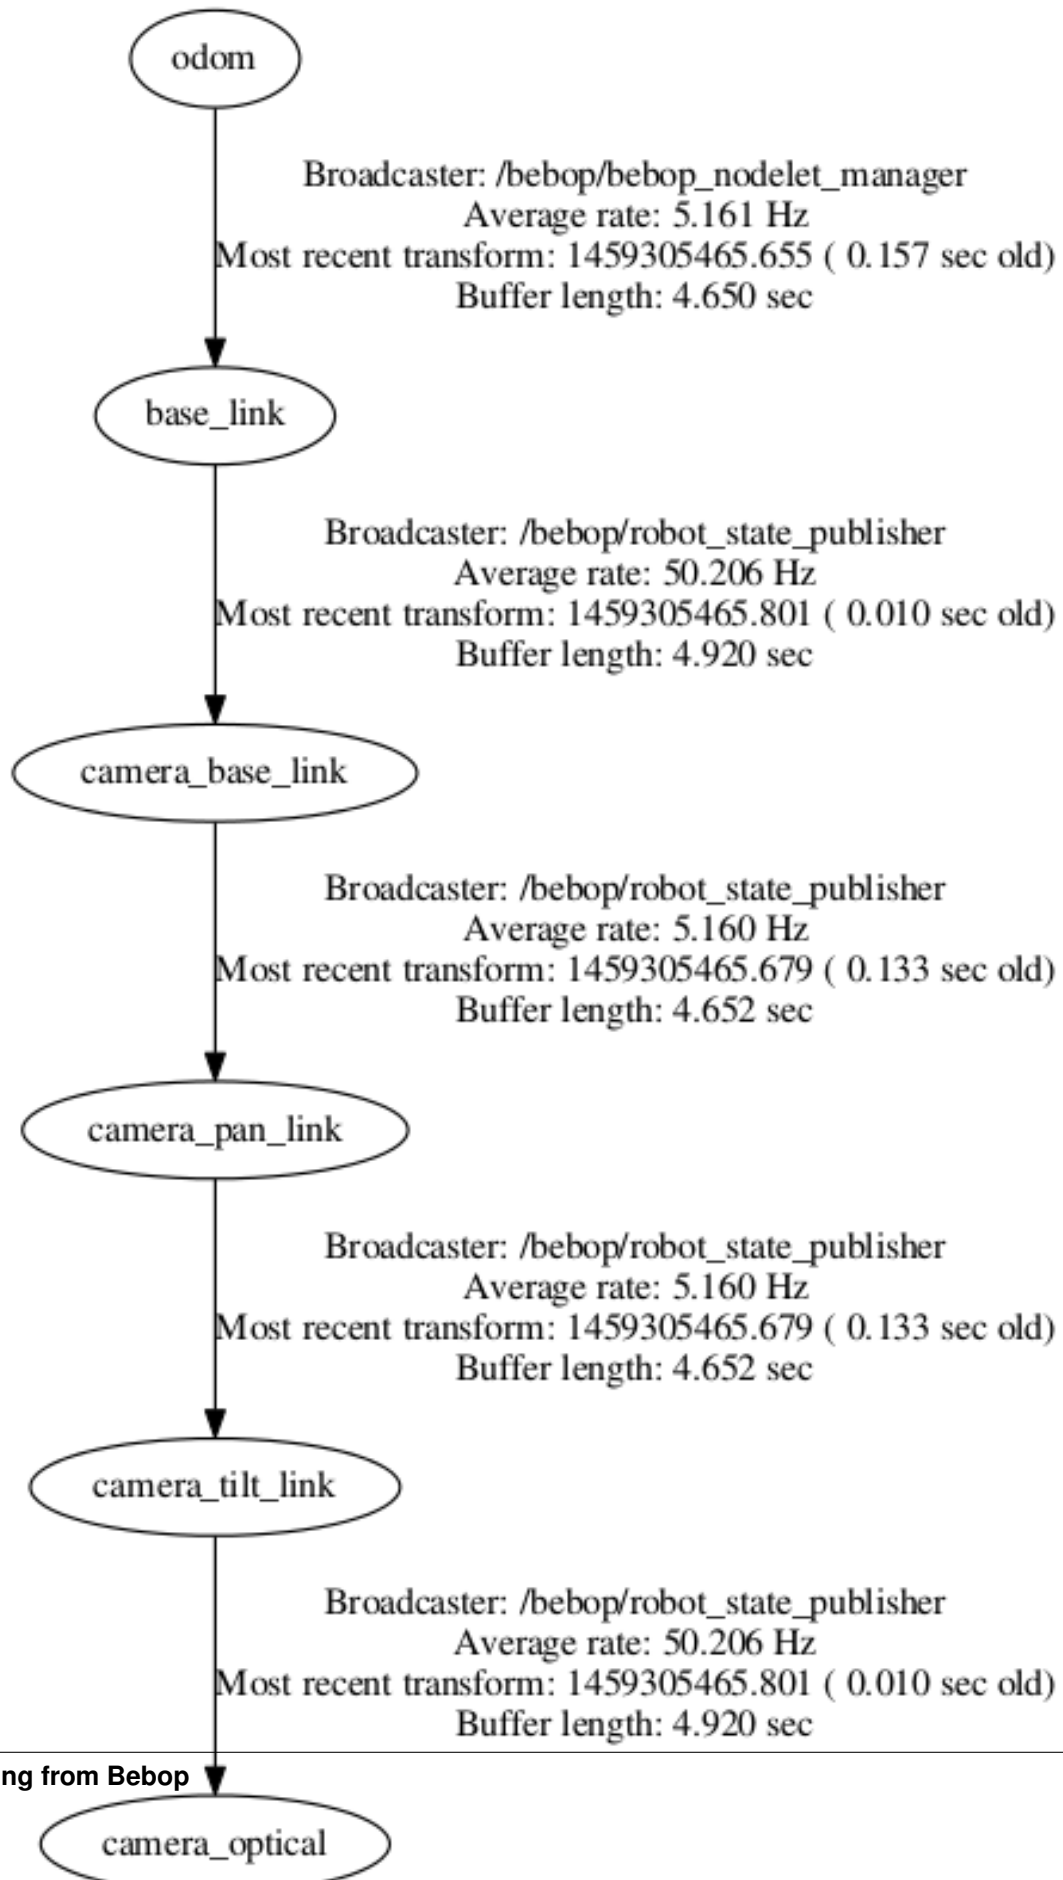 odom
Broadcaster: /bebop/bebop_nodelet_manager
Average rate: 5.161 Hz
Most recent transform: 1459305465.655 ( 0.157 sec old)
Buffer length: 4.650 sec
base_link
Broadcaster: /bebop/robot_state_publisher
Average rate: 50.206 Hz
Most recent transform: 1459305465.801 ( 0.010 sec old)
Buffer length: 4.920 sec
camera_base_link
Broadcaster: /bebop/robot_state_publisher
Average rate: 5.160 Hz
Most recent transform: 1459305465.679 ( 0.133 sec old)
Buffer length: 4.652 sec
camera_pan_link
Broadcaster: /bebop/robot_state_publisher
Average rate: 5.160 Hz
Most recent transform: 1459305465.679 ( 0.133 sec old)
Buffer length: 4.652 sec
camera_tilt_link
Broadcaster: /bebop/robot_state_publisher
Average rate: 50.206 Hz
Most recent transform: 1459305465.801 ( 0.010 sec old)
Buffer length: 4.920 sec
ng from Bebop
camera_optical